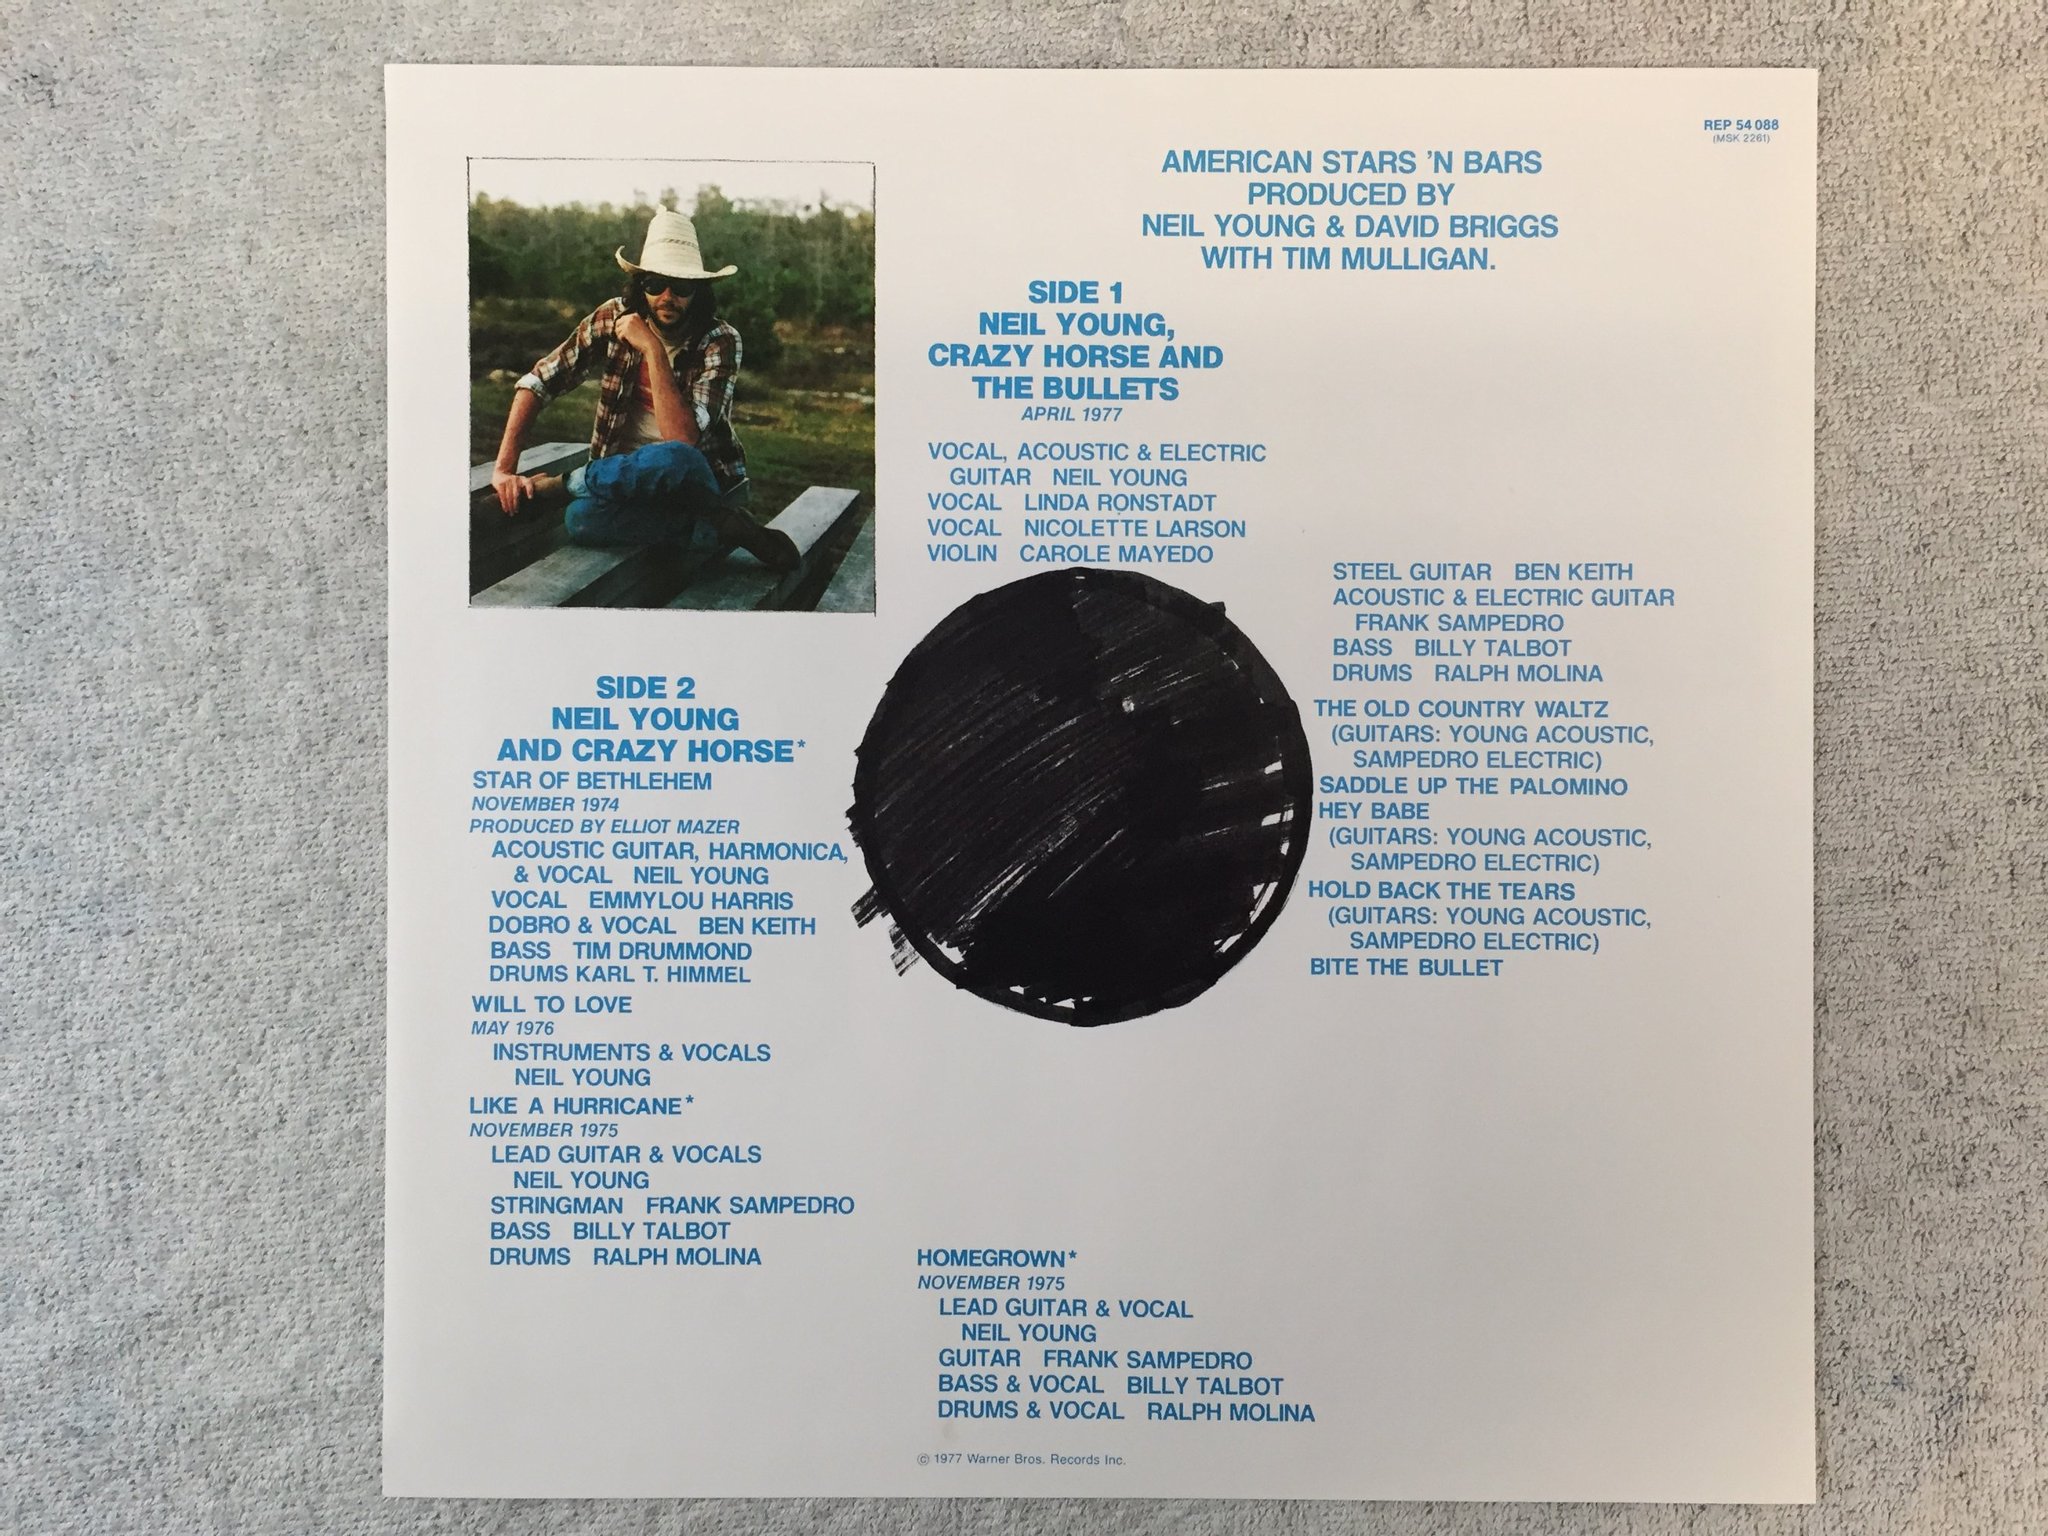 REP 54 088
(MSK 2261)
AMERICAN STARS 'N BARS
PRODUCED BY
NEIL YOUNG & DAVID BRIGGS
WITH TIM MULLIGAN.
SIDE 1
NEIL YOUNG,
CRAZY HORSE AND
THE BULLETS
APRIL 1977
VOCAL, ACOUSTIC & ELECTRIC
GUITAR NEIL YOUNG
VOCAL LINDA RONSTADT
VOCAL NICOLETTE LARSON
VIOLIN CAROLE MAYEDO
STEEL GUITAR BEN KEITH
ACOUSTIC & ELECTRIC GUITAR
FRANK SAMPEDRO
BASS BILLY TALBOT
DRUMS RALPH MOLINA
THE OLD COUNTRY WALTZ
(GUITARS: YOUNG ACOUSTIC,
SAMPEDRO ELECTRIC)
SADDLE UP THE PALOMINO
HEY BABE
(GUITARS: YOUNG ACOUSTIC,
SAMPEDRO ELECTRIC)
HOLD BACK THE TEARS
(GUITARS: YOUNG ACOUSTIC,
SAMPEDRO ELECTRIC)
BITE THE BULLET
SIDE 2
NEIL YOUNG
AND CRAZY HORSE*
STAR OF BETHLEHEM
NOVEMBER 1974
PRODUCED BY ELLIOT MAZER
ACOUSTIC GUITAR, HARMONICA,
& VOCAL NEIL YOUNG
VOCAL EMMYLOU HARRIS
DOBRO & VOCAL BEN KEITH
BASS TIM DRUMMOND
DRUMS KARL T. HIMMEL
WILL TO LOVE
MAY 1976
INSTRUMENTS & VOCALS
NEIL YOUNG
LIKE A HURRICANE*
NOVEMBER 1975
LEAD GUITAR & VOCALS
NEIL YOUNG
STRINGMAN FRANK SAMPEDRO
BASS BILLY TALBOT
DRUMS RALPH MOLINA
HOMEGROWN*
NOVEMBER 1975
LEAD GUITAR & VOCAL
NEIL YOUNG
GUITAR FRANK SAMPEDRO
BASS & VOCAL BILLY TALBOT
DRUMS & VOCAL RALPH MOLINA
© 1977 Warner Bros. Records Inc.